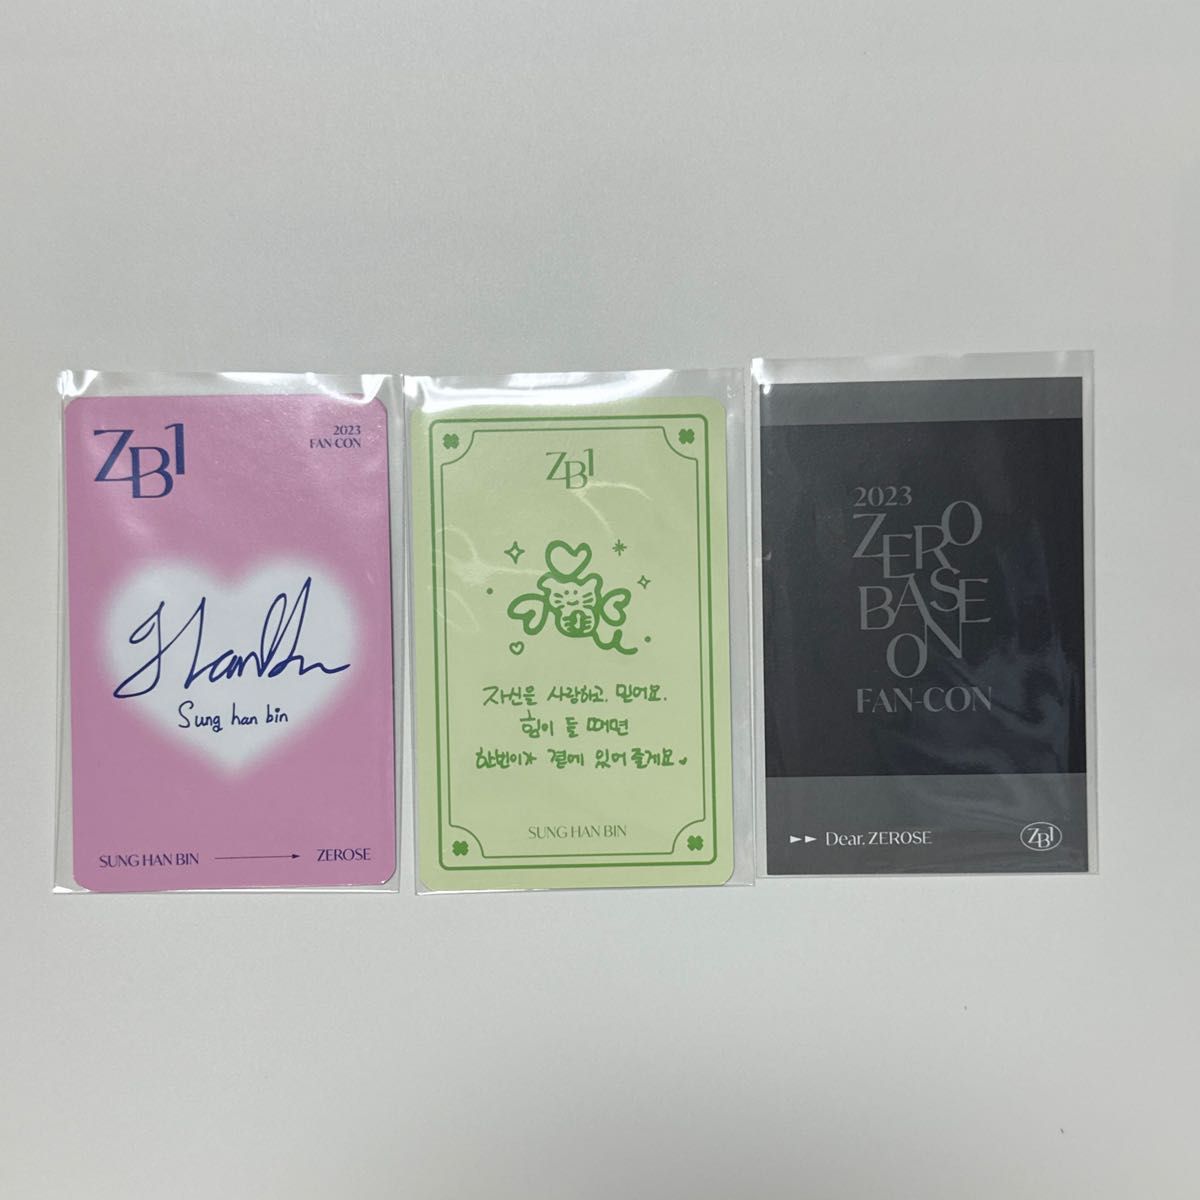 ZB1
2023
FAN-CON
HanBin
Sung han bin
SUNG HAN BIN
ZEROSE
ZB1
자신을 사랑하고, 믿어요.
힘이 들 때면
한빈이가 곁에 있어 줄게요
SUNG HAN BIN
2023
ZERO
BASE
ON
FAN-CON
Dear. ZEROSE
ZB1